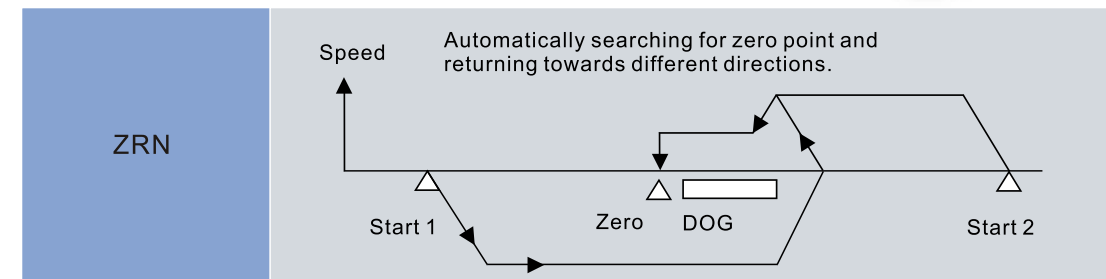 ZRN
Speed
Automatically searching for zero point and
returning towards different directions.
Start 1
Zero
DOG
Start 2